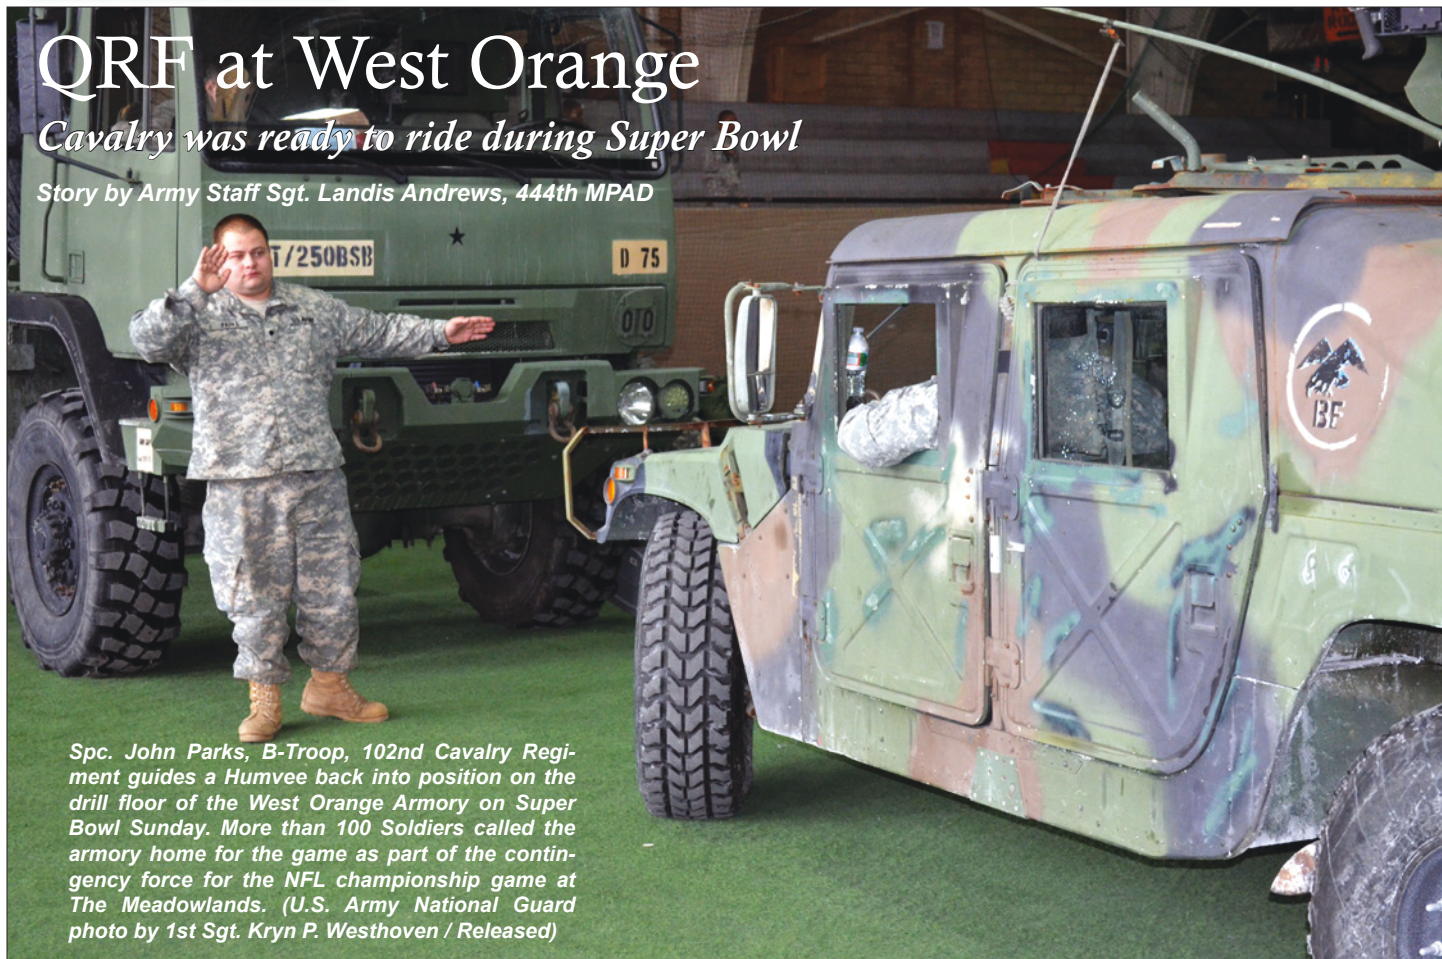 QRF at West Orange
Cavalry was ready to ride during Super Bowl
Story by Army Staff Sgt. Landis Andrews, 444th MPAD
T/250BSB
D 75
OTO
BE
Spc. John Parks, B-Troop, 102nd Cavalry Regi-
ment guides a Humvee back into position on the
drill floor of the West Orange Armory on Super
Bowl Sunday. More than 100 Soldiers called the
armory home for the game as part of the contin-
gency force for the NFL championship game at
The Meadowlands. (U.S. Army National Guard
photo by 1st Sgt. Kryn P. Westhoven / Released)